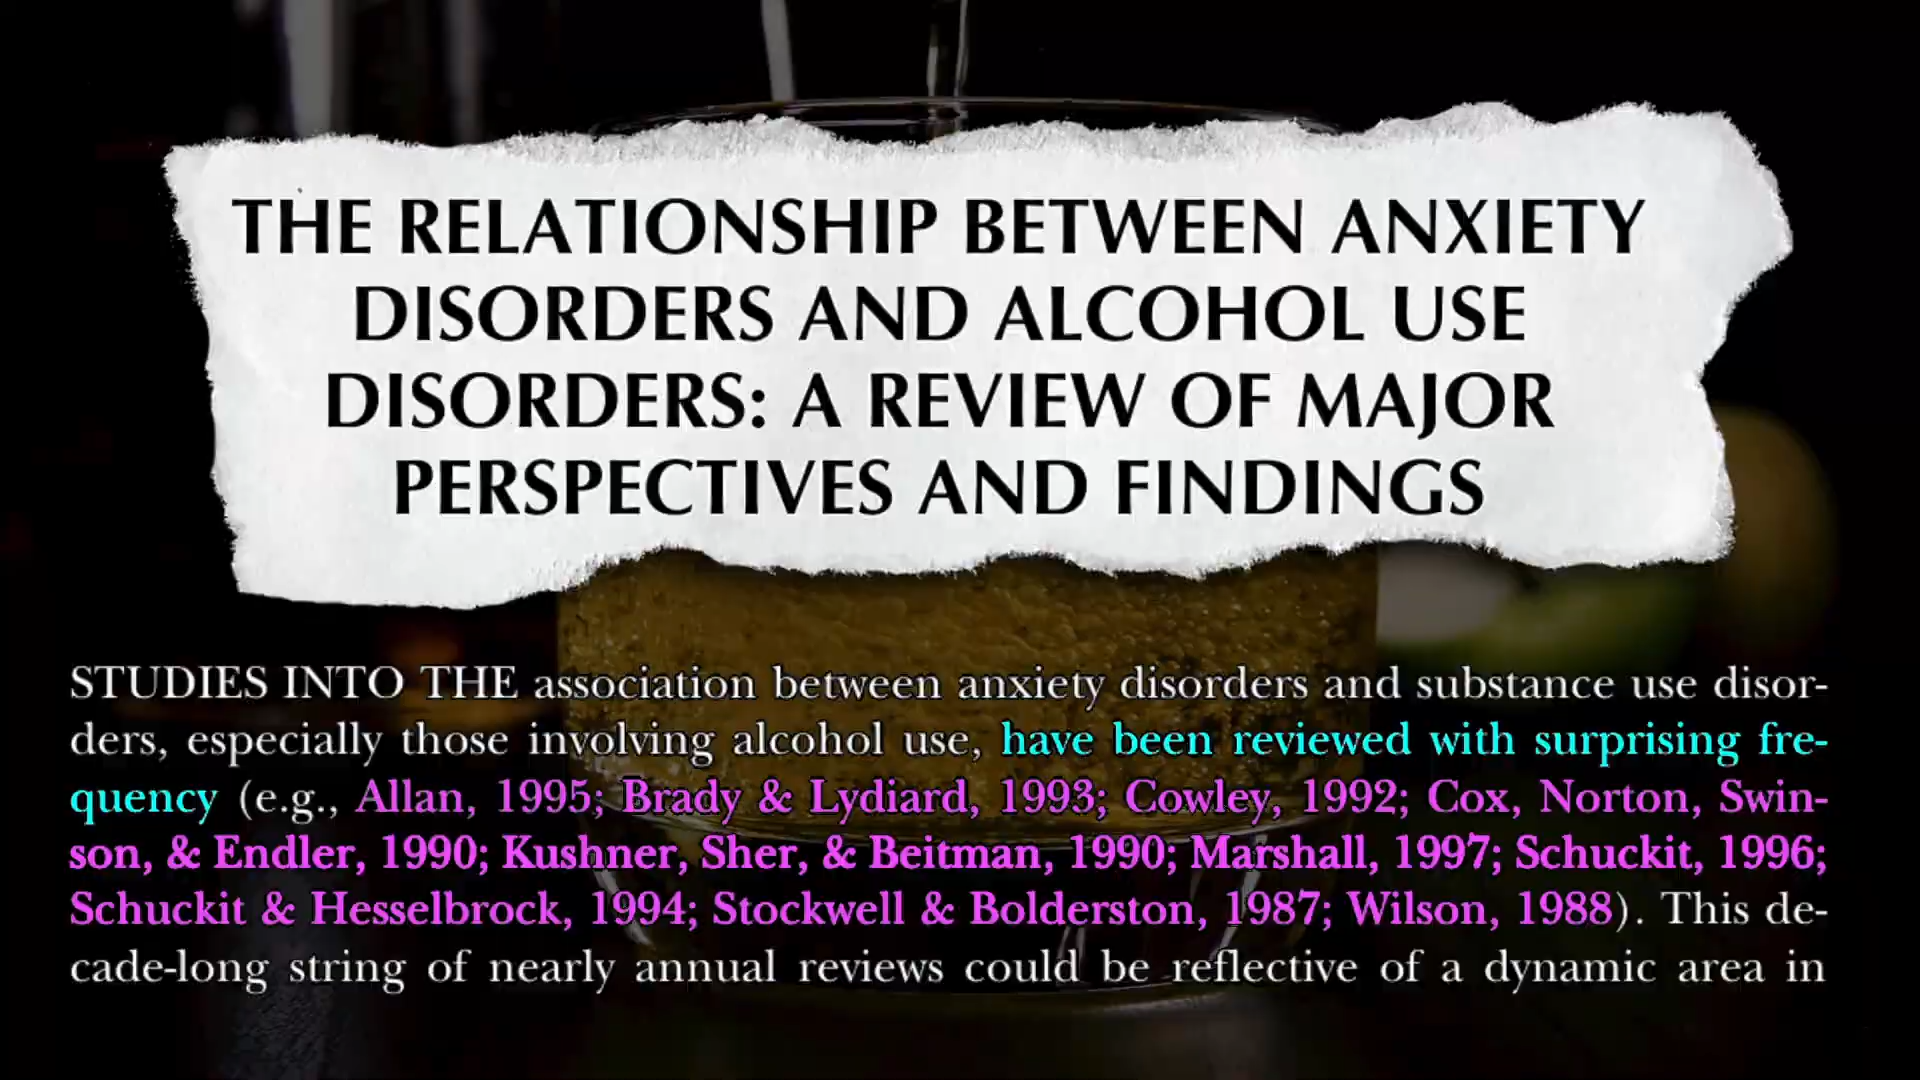 THE RELATIONSHIP BETWEEN ANXIETY
DISORDERS AND ALCOHOL USE
DISORDERS: A REVIEW OF MAJOR
PERSPECTIVES AND FINDINGS
STUDIES INTO THE association between anxiety disorders and substance use disor-
ders, especially those involving alcohol use, have been reviewed with surprising fre-
quency (e.g., Allan, 1995; Brady & Lydiard, 1993; Cowley, 1992; Cox, Norton, Swin-
son, & Endler, 1990; Kushner, Sher, & Beitman, 1990; Marshall, 1997; Schuckit, 1996;
Schuckit & Hesselbrock, 1994; Stockwell & Bolderston, 1987; Wilson, 1988). This de-
cade-long string of nearly annual reviews could be reflective of a dynamic area in